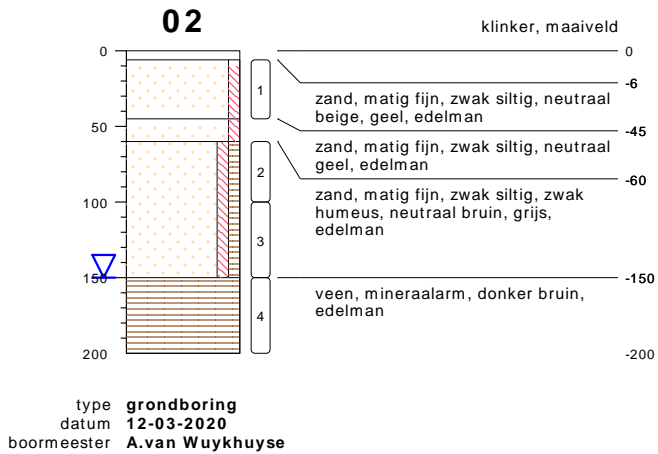 02
klinker, maaiveld
0
0
-6
1
zand, matig fijn, zwak siltig, neutraal
beige, geel, edelman
-45
50
zand, matig fijn, zwak siltig, neutraal
geel, edelman
-60
2
zand, matig fijn, zwak siltig, zwak
humeus, neutraal bruin, grijs,
edelman
100
3
150
-150
veen, mineraalarm, donker bruin,
edelman
4
200
-200
type grondboring
datum 12-03-2020
boormeester A.van Wuykhuyse